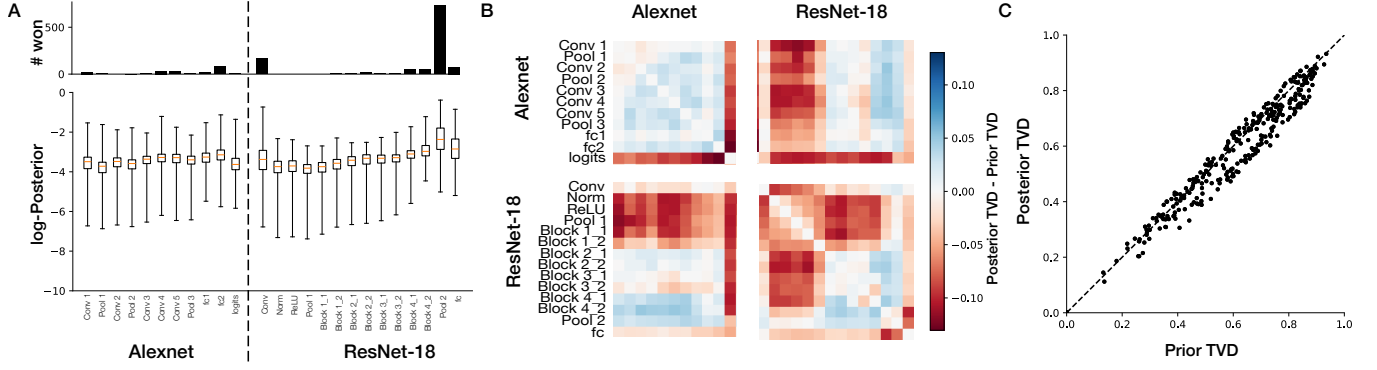 A
# won
500
0
log-Posterior
0
−2
−4
−6
−8
−10
Conv 1
Pool 1
Conv 2
Pool 2
Conv 3
Conv 4
Conv 5
Pool 3
fc1
fc2
logits
Conv
Norm
ReLU
Pool 1
Block 1_1
Block 1_2
Block 2_1
Block 2_2
Block 3_1
Block 3_2
Block 4_1
Block 4_2
Pool 2
fc
Alexnet
ResNet-18
B
Alexnet
ResNet-18
Alexnet
Conv 1
Pool 1
Conv 2
Pool 2
Conv 3
Conv 4
Conv 5
Pool 3
fc1
fc2
logits
ResNet-18
Conv
Norm
ReLU
Pool 1
Block 1_1
Block 1_2
Block 2_1
Block 2_2
Block 3_1
Block 3_2
Block 4_1
Block 4_2
Pool 2
fc
0.10
0.05
0.00
−0.05
−0.10
Posterior TVD - Prior TVD
C
Posterior TVD
1.0
0.8
0.6
0.4
0.2
0.0
0.0
0.2
0.4
0.6
0.8
1.0
Prior TVD